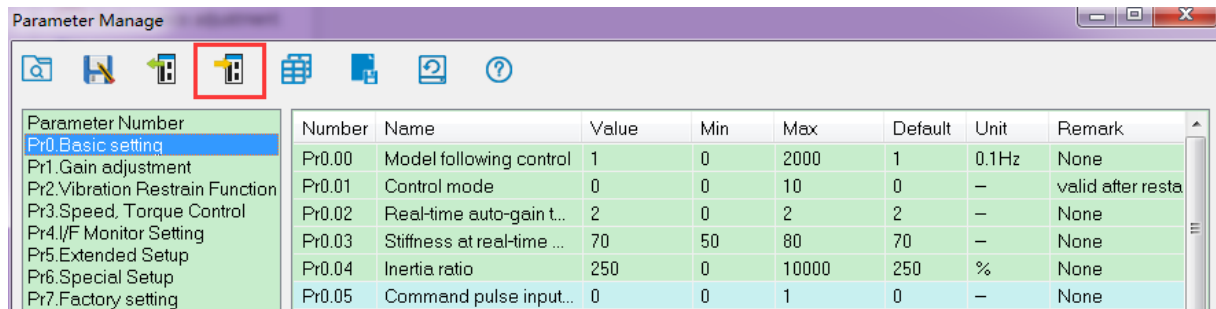 Parameter Manage
Parameter Number
Pr0.Basic setting
Pr1.Gain adjustment
Pr2.Vibration Restrain Function
Pr3.Speed, Torque Control
Pr4.I/F Monitor Setting
Pr5.Extended Setup
Pr6.Special Setup
Pr7.Factory setting
Number Name Value Min Max Default Unit Remark
Pr0.00 Model following control 1 0 2000 1 0.1Hz None
Pr0.01 Control mode 0 0 10 0 – valid after resta
Pr0.02 Real-time auto-gain t... 2 0 2 2 – None
Pr0.03 Stiffness at real-time ... 70 50 80 70 – None
Pr0.04 Inertia ratio 250 0 10000 250 % None
Pr0.05 Command pulse input... 0 0 1 0 – None